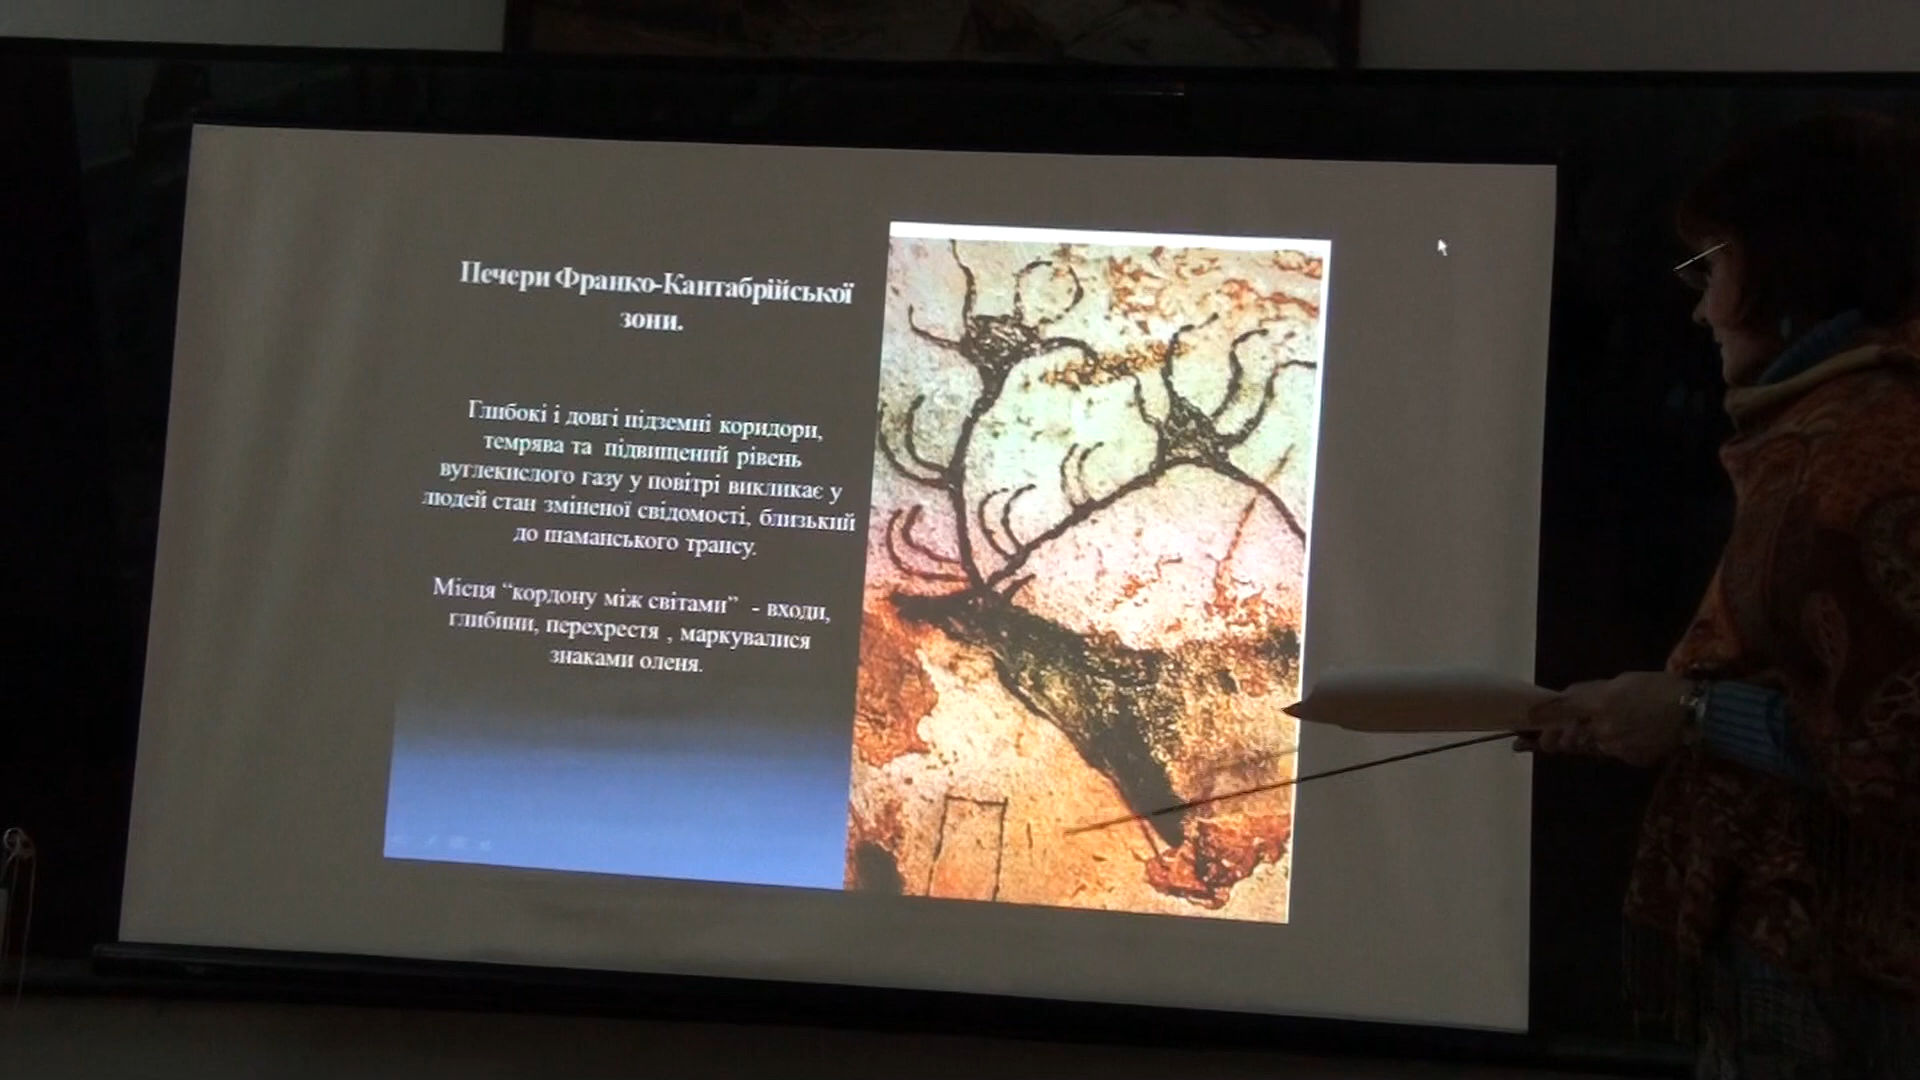 Печери Франко-Кантабрійської
зони.
Глибокі і довгі підземні коридори,
темрява та підвищений рівень
вуглекислого газу у повітрі викликає у
людей стан зміненої свідомості, близький
до шаманського трансу.
Місця “кордону між світами” - входи,
глибини, перехрестя , маркувалися
знаками оленя.